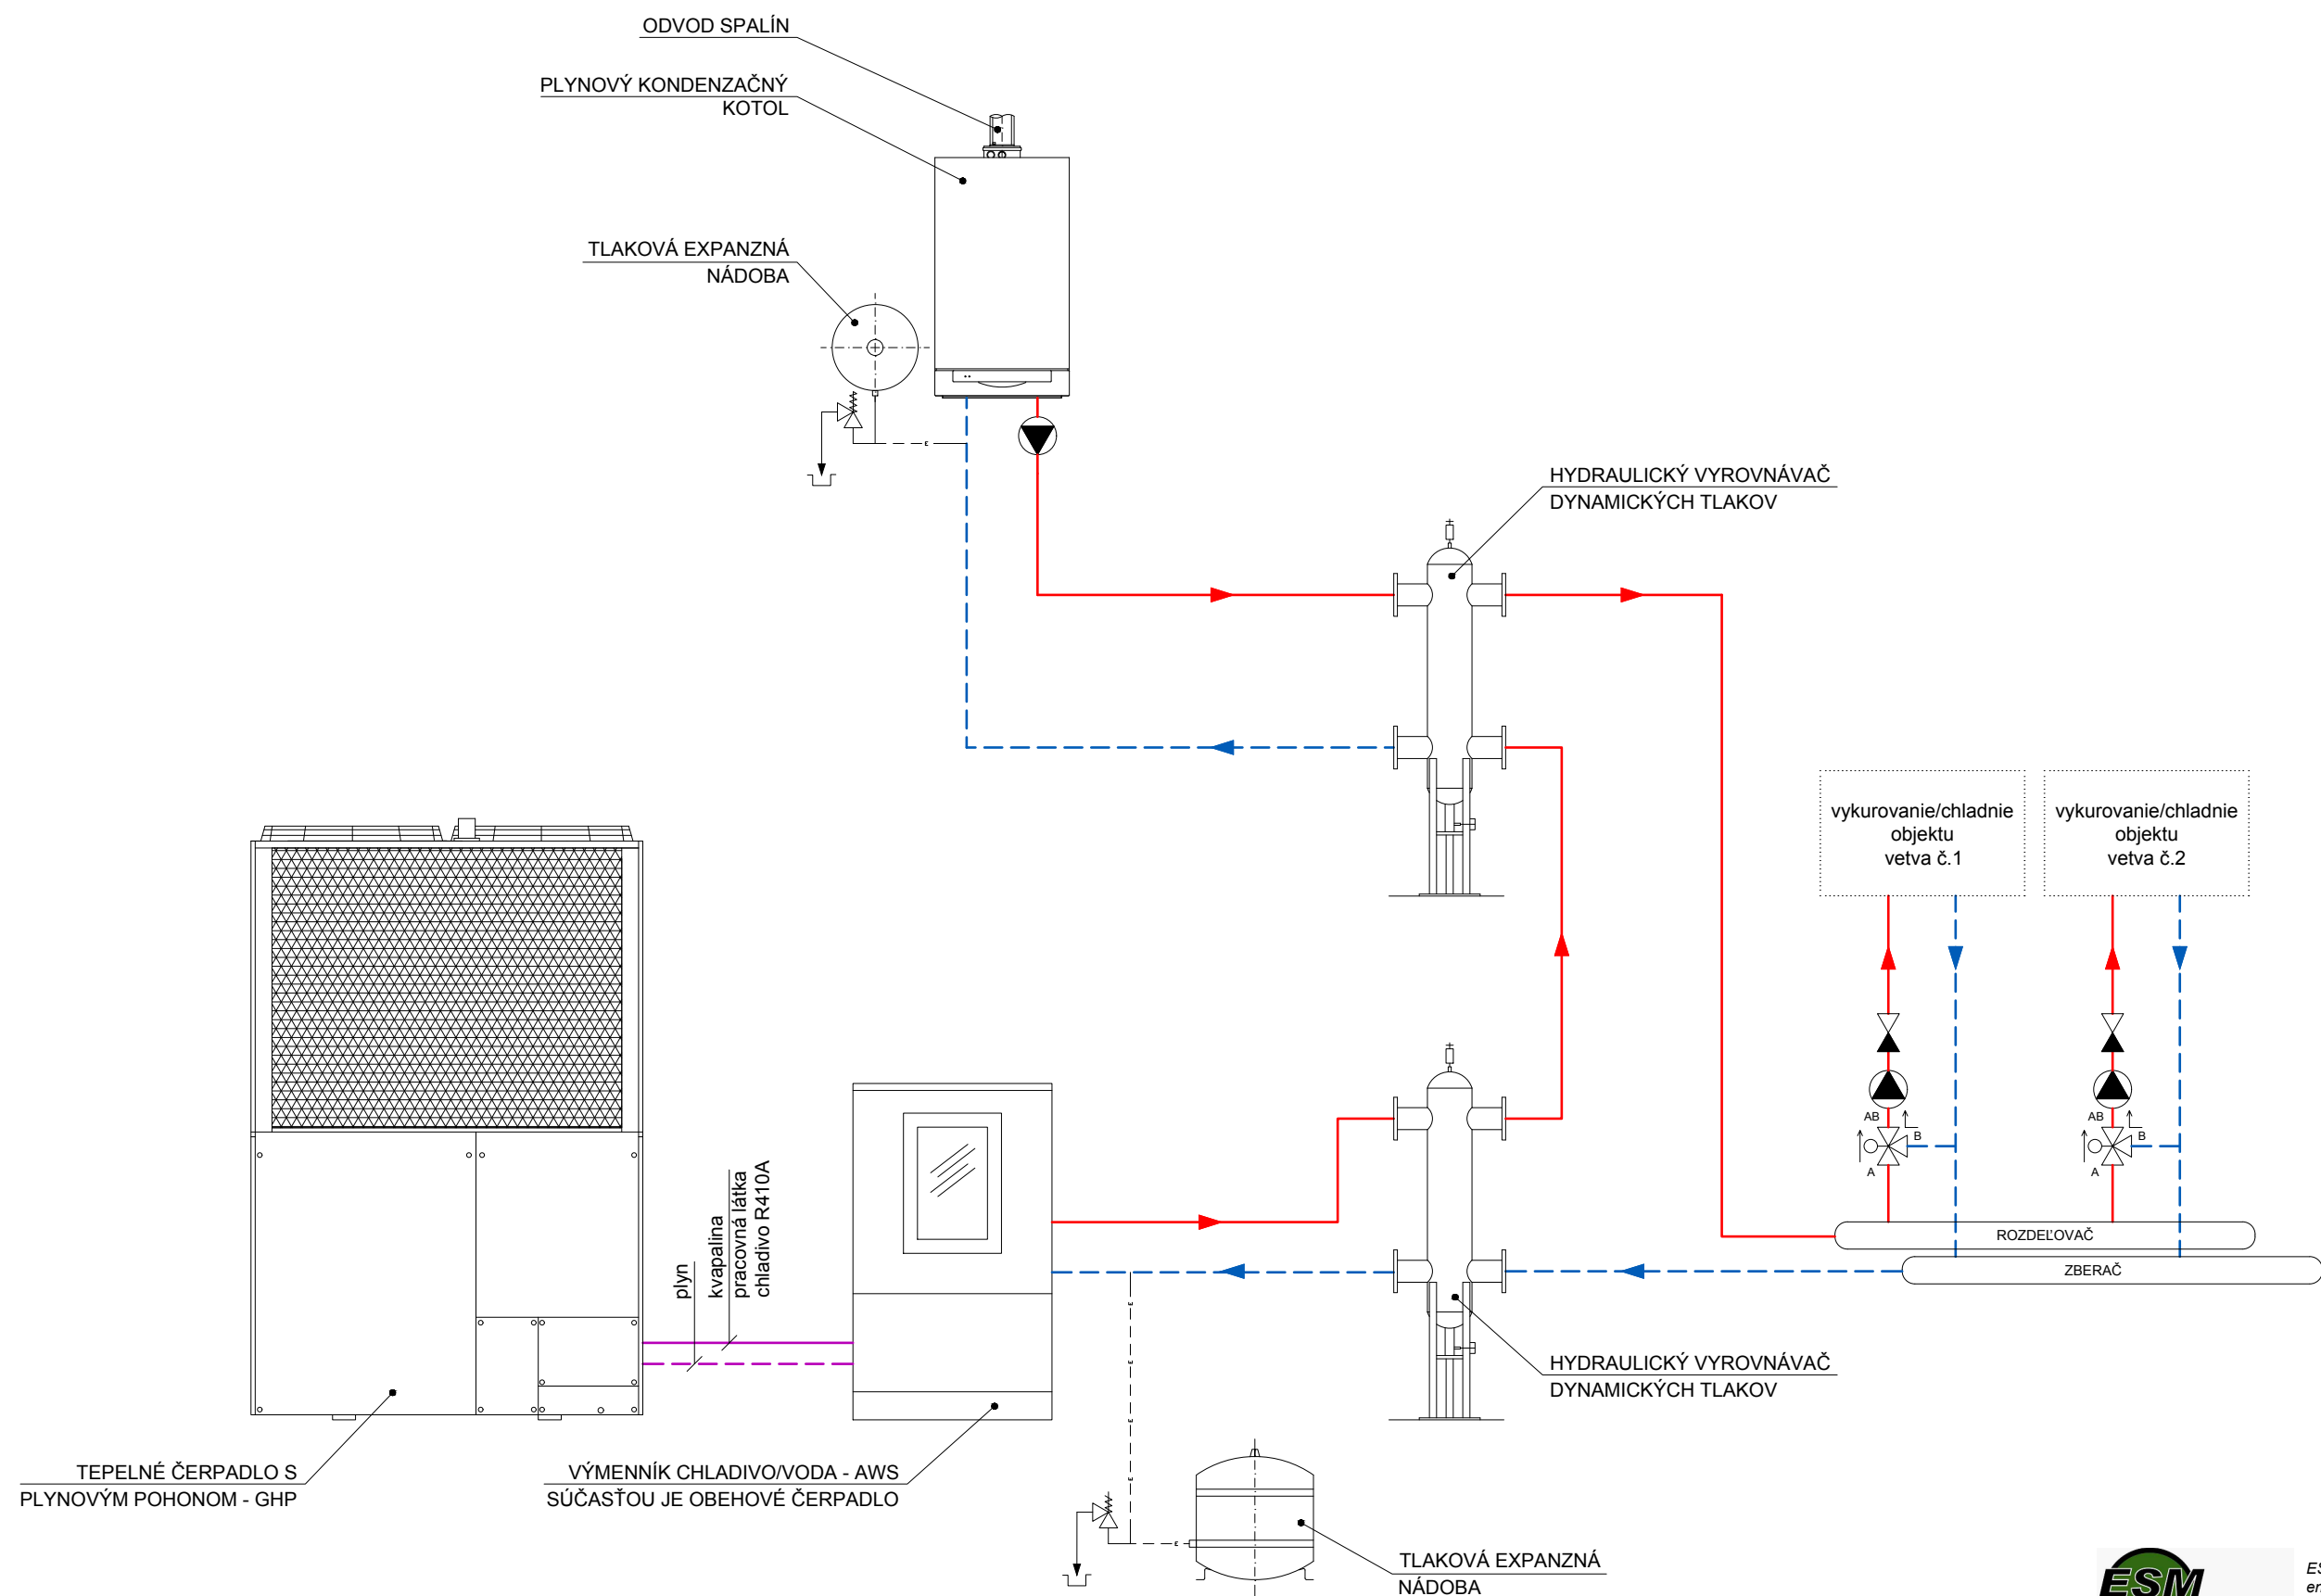 ODVOD SPALÍN
PLYNOVÝ KONDENZAČNÝ
KOTOL
TLAKOVÁ EXPANZNÁ
NÁDOBA
E
HYDRAULICKÝ VYROVNÁVAČ
DYNAMICKÝCH TLAKOV
vykurovanie/chladnie
objektu
vetva č.1
vykurovanie/chladnie
objektu
vetva č.2
AB
B
A
AB
B
A
ROZDEĽOVAČ
ZBERAČ
plyn
kvapalina
pracovná látka
chladivo R410A
E
E
E
E
E
HYDRAULICKÝ VYROVNÁVAČ
DYNAMICKÝCH TLAKOV
TEPELNÉ ČERPADLO S
PLYNOVÝM POHONOM - GHP
VÝMENNÍK CHLADIVO/VODA - AWS
SÚČASŤOU JE OBEHOVÉ ČERPADLO
TLAKOVÁ EXPANZNÁ
NÁDOBA
ESM